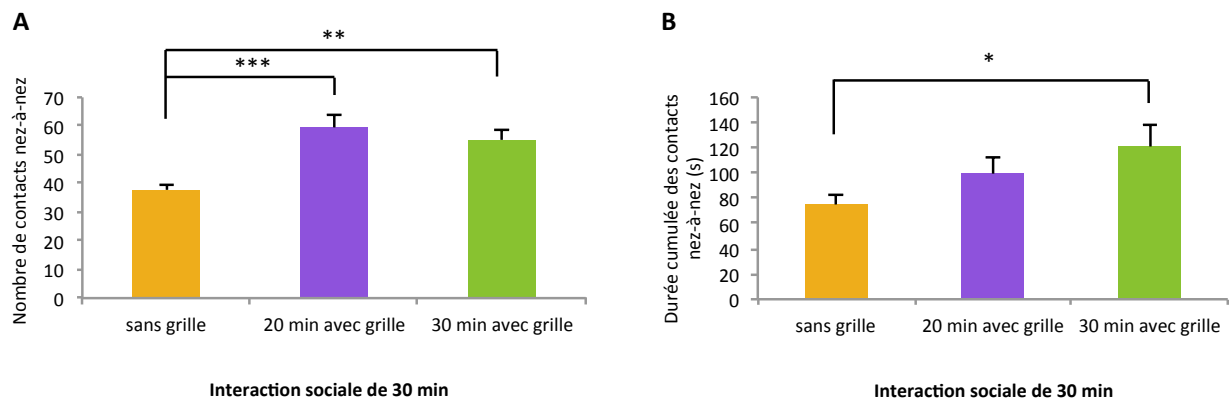 A
**
***
Nombre de contacts nez-à-nez
70
60
50
40
30
20
10
0
sans grille
20 min avec grille
30 min avec grille
Interaction sociale de 30 min
B
*
Durée cumulée des contacts
nez-à-nez (s)
160
140
120
100
80
60
40
20
0
sans grille
20 min avec grille
30 min avec grille
Interaction sociale de 30 min